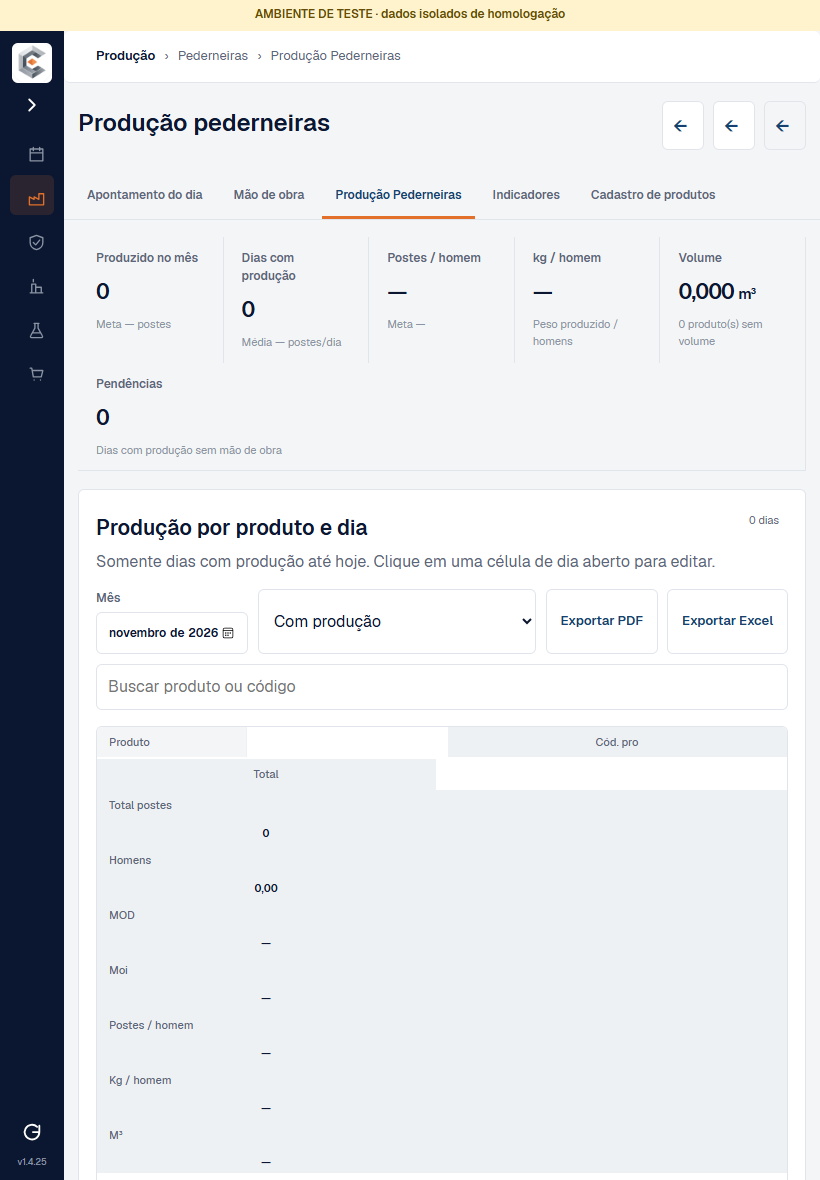 AMBIENTE DE TESTE · dados isolados de homologação
Produção › Pederneiras › Produção Pederneiras
Produção pederneiras
Apontamento do dia Mão de obra Produção Pederneiras Indicadores Cadastro de produtos
Produzido no mês
0
Meta — postes
Dias com
produção
0
Média — postes/dia
Postes / homem
—
Meta —
kg / homem
—
Peso produzido /
homens
Volume
0,000 m³
0 produto(s) sem
volume
Pendências
0
Dias com produção sem mão de obra
Produção por produto e dia
0 dias
Somente dias com produção até hoje. Clique em uma célula de dia aberto para editar.
Mês
novembro de 2026
Com produção
Exportar PDF
Exportar Excel
Buscar produto ou código
Produto Cód. pro
Total
Total postes
0
Homens
0,00
MOD
—
Moi
—
Postes / homem
—
Kg / homem
—
M³
—
v1.4.25